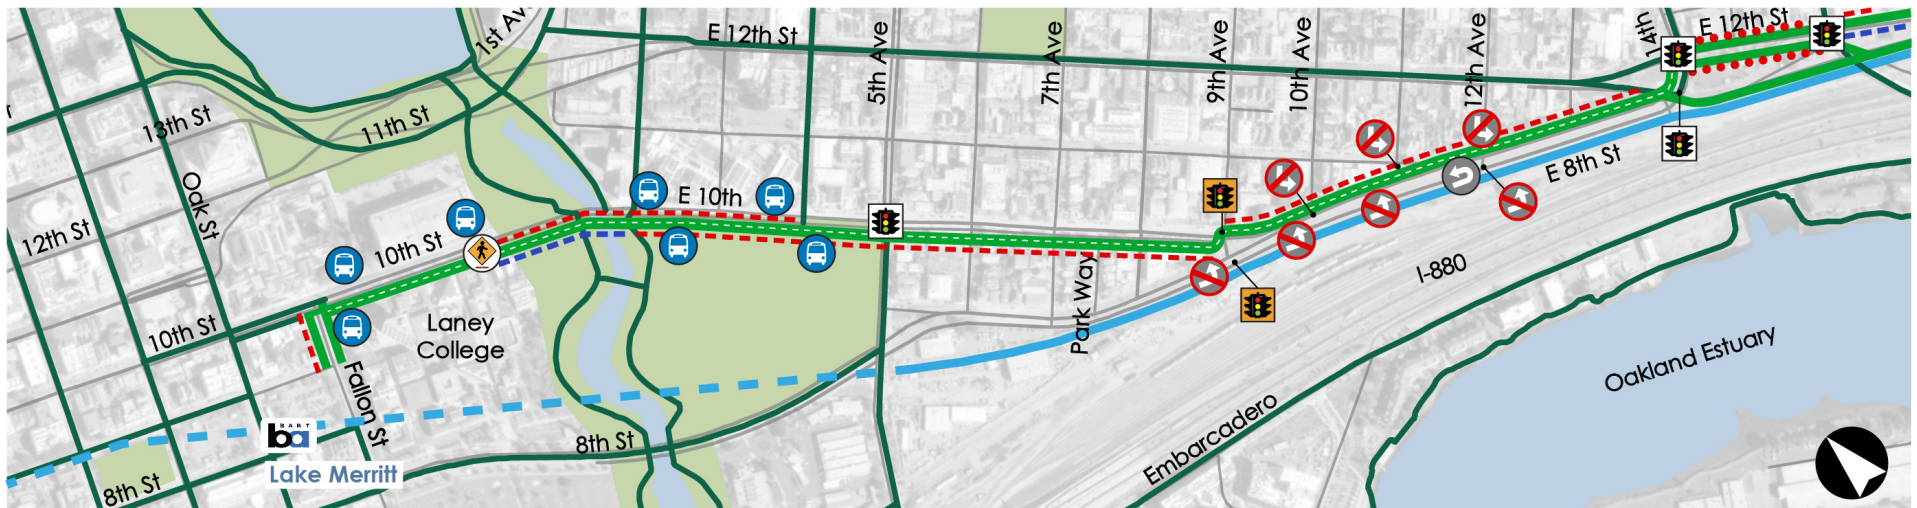 1st Ave
E 12th St
5th Ave
7th Ave
9th Ave
10th Ave
12th Ave
14th
E 12th St
13th St
11th St
Oak St
12th St
10th St
E 10th
E 8th St
10th St
Laney
College
Fallon St
Park Way
I-880
Oakland Estuary
BART
ba
Lake Merritt
8th St
8th St
Embarcadero